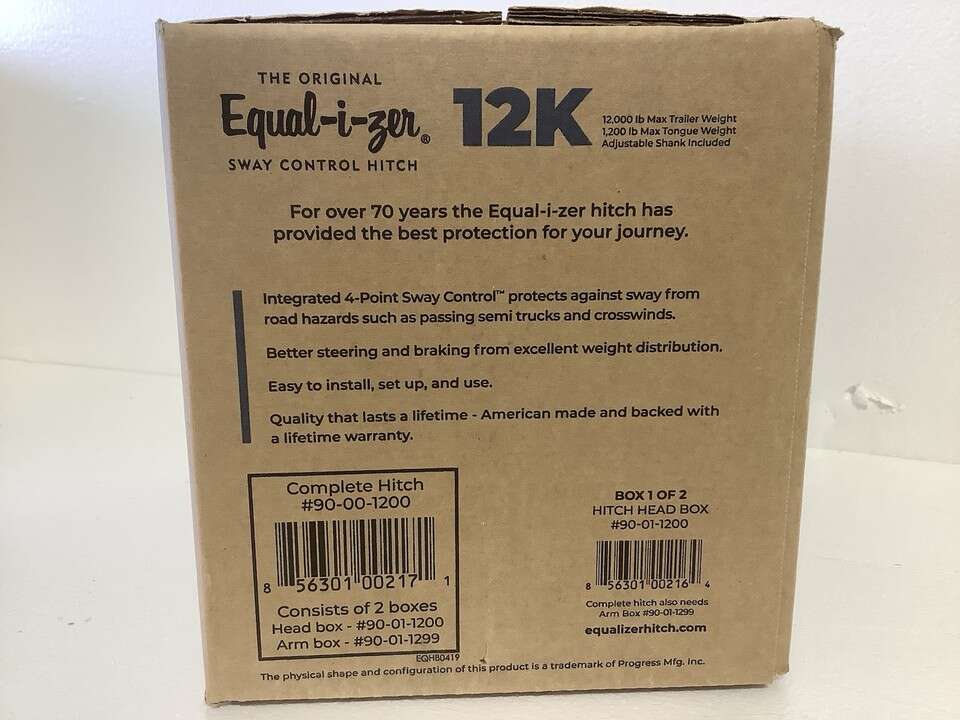 THE ORIGINAL
Equal-i-zer®
SWAY CONTROL HITCH
12K
12,000 lb Max Trailer Weight
1,200 lb Max Tongue Weight
Adjustable Shank Included
For over 70 years the Equal-i-zer hitch has
provided the best protection for your journey.
Integrated 4-Point Sway Control™ protects against sway from
road hazards such as passing semi trucks and crosswinds.
Better steering and braking from excellent weight distribution.
Easy to install, set up, and use.
Quality that lasts a lifetime - American made and backed with
a lifetime warranty.
Complete Hitch
#90-00-1200
8 56301 00217 1
Consists of 2 boxes
Head box - #90-01-1200
Arm box - #90-01-1299
EQHB0419
BOX 1 OF 2
HITCH HEAD BOX
#90-01-1200
8 56301 00216 4
Complete hitch also needs
Arm Box #90-01-1299
equalizerhitch.com
The physical shape and configuration of this product is a trademark of Progress Mfg. Inc.